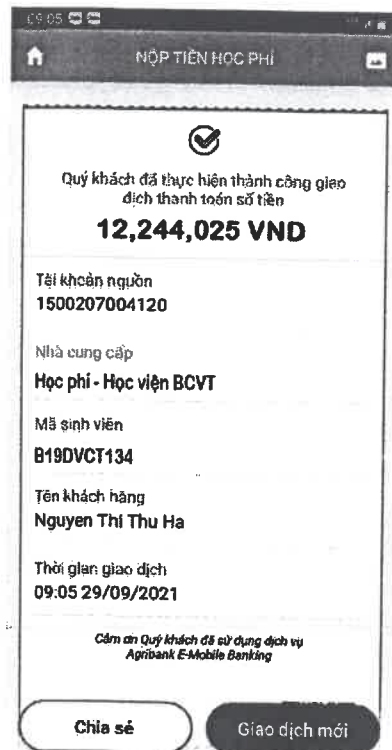 09:05
NỘP TIỀN HỌC PHÍ
Quý khách đã thực hiện thành công giao
dịch thanh toán số tiền
12,244,025 VND
Tài khoản nguồn
1500207004120
Nhà cung cấp
Học phí - Học viện BCVT
Mã sinh viên
B19DVCT134
Tên khách hàng
Nguyen Thi Thu Ha
Thời gian giao dịch
09:05 29/09/2021
Cảm ơn Quý khách đã sử dụng dịch vụ
Agribank E-Mobile Banking
Chia sẻ
Giao dịch mới